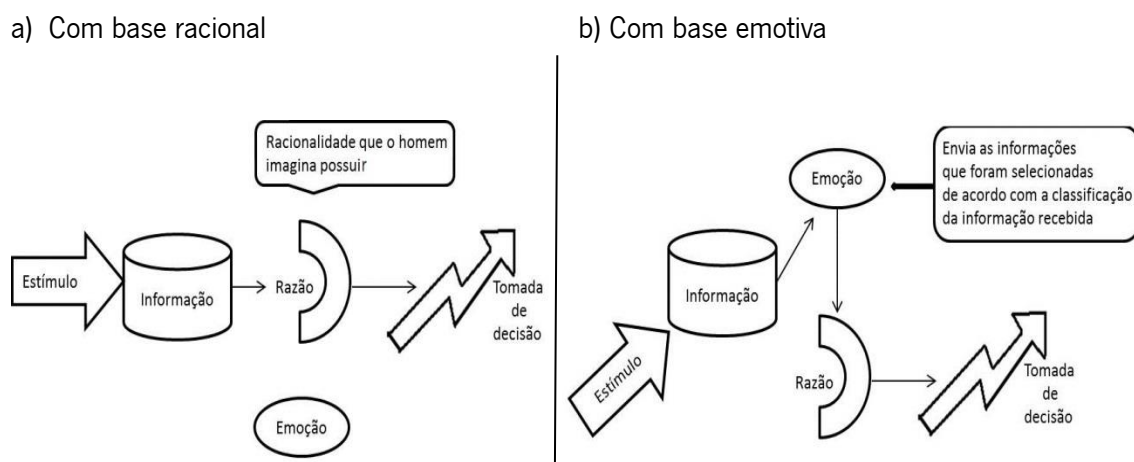 a) Com base racional
Racionalidade que o homem
imagina possuir
Estímulo
Informação
Razão
Tomada
de
decisão
Emoção
b) Com base emotiva
Emoção
Envia as informações
que foram selecionadas
de acordo com a classificação
da informação recebida
Informação
Estímulo
Razão
Tomada
de
decisão